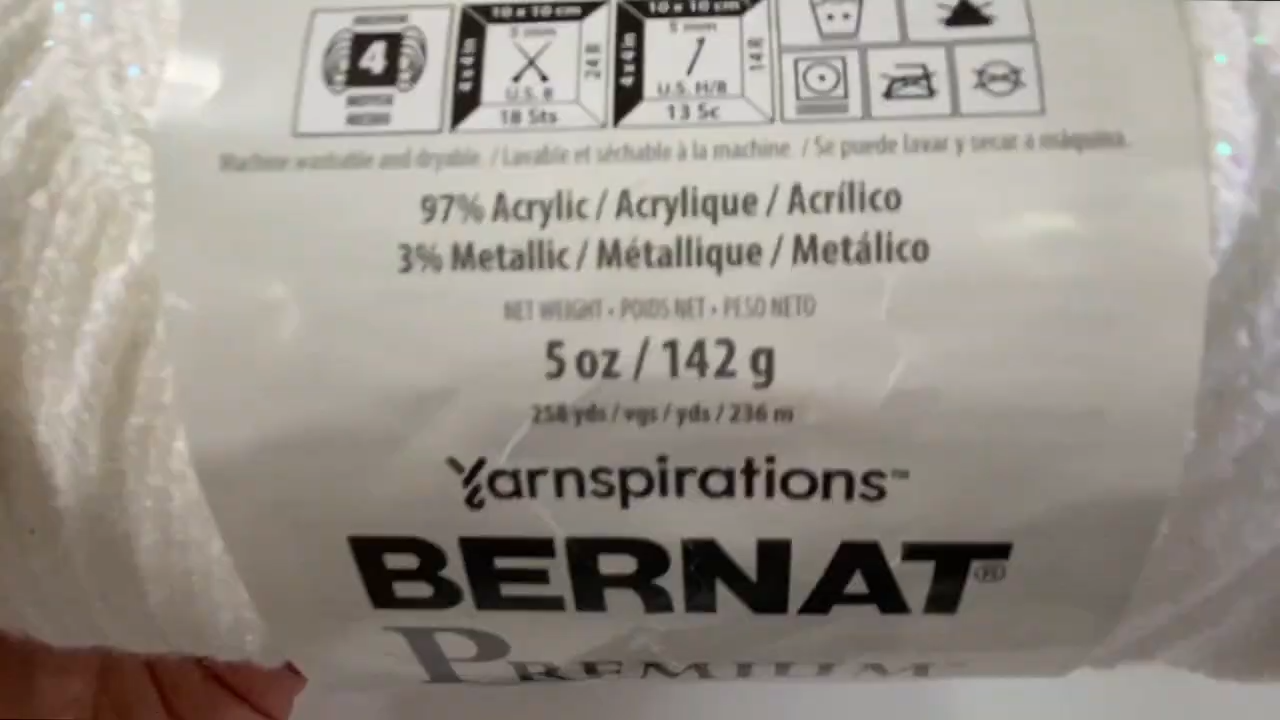 10 x 10 cm 10 x 10 cm
4 4 x 4 in 5 mm 24 R 4 x 4 in 5 mm 14 R
U.S. 8 U.S. H/8
18 Sts 13 Sc
Machine washable and dryable / Lavable et séchable à la machine / Se puede lavar y secar a máquina.
97% Acrylic / Acrylique / Acrílico
3% Metallic / Métallique / Metálico
NET WEIGHT • POIDS NET • PESO NETO
5 oz / 142 g
258 yds / vgs / yds / 236 m
Yarnspirations™
BERNAT®
PREMIUM